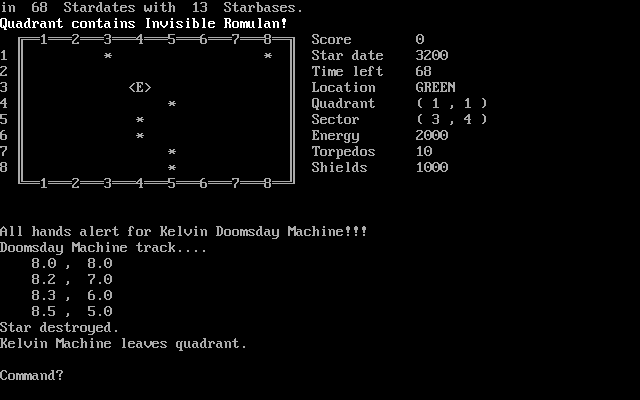 in  68  Stardates with  13  Starbases.
Quadrant contains Invisible Romulan!
1 2 3 4 5 6 7 8 Score 0
1 * * Star date 3200
2 Time left 68
3 <E> Location GREEN
4 * Quadrant ( 1 , 1 )
5 * Sector ( 3 , 4 )
6 * Energy 2000
7 * Torpedos 10
8 * Shields 1000
1 2 3 4 5 6 7 8
All hands alert for Kelvin Doomsday Machine!!!
Doomsday Machine track....
8.0 ,  8.0
8.2 ,  7.0
8.3 ,  6.0
8.5 ,  5.0
Star destroyed.
Kelvin Machine leaves quadrant.
Command?